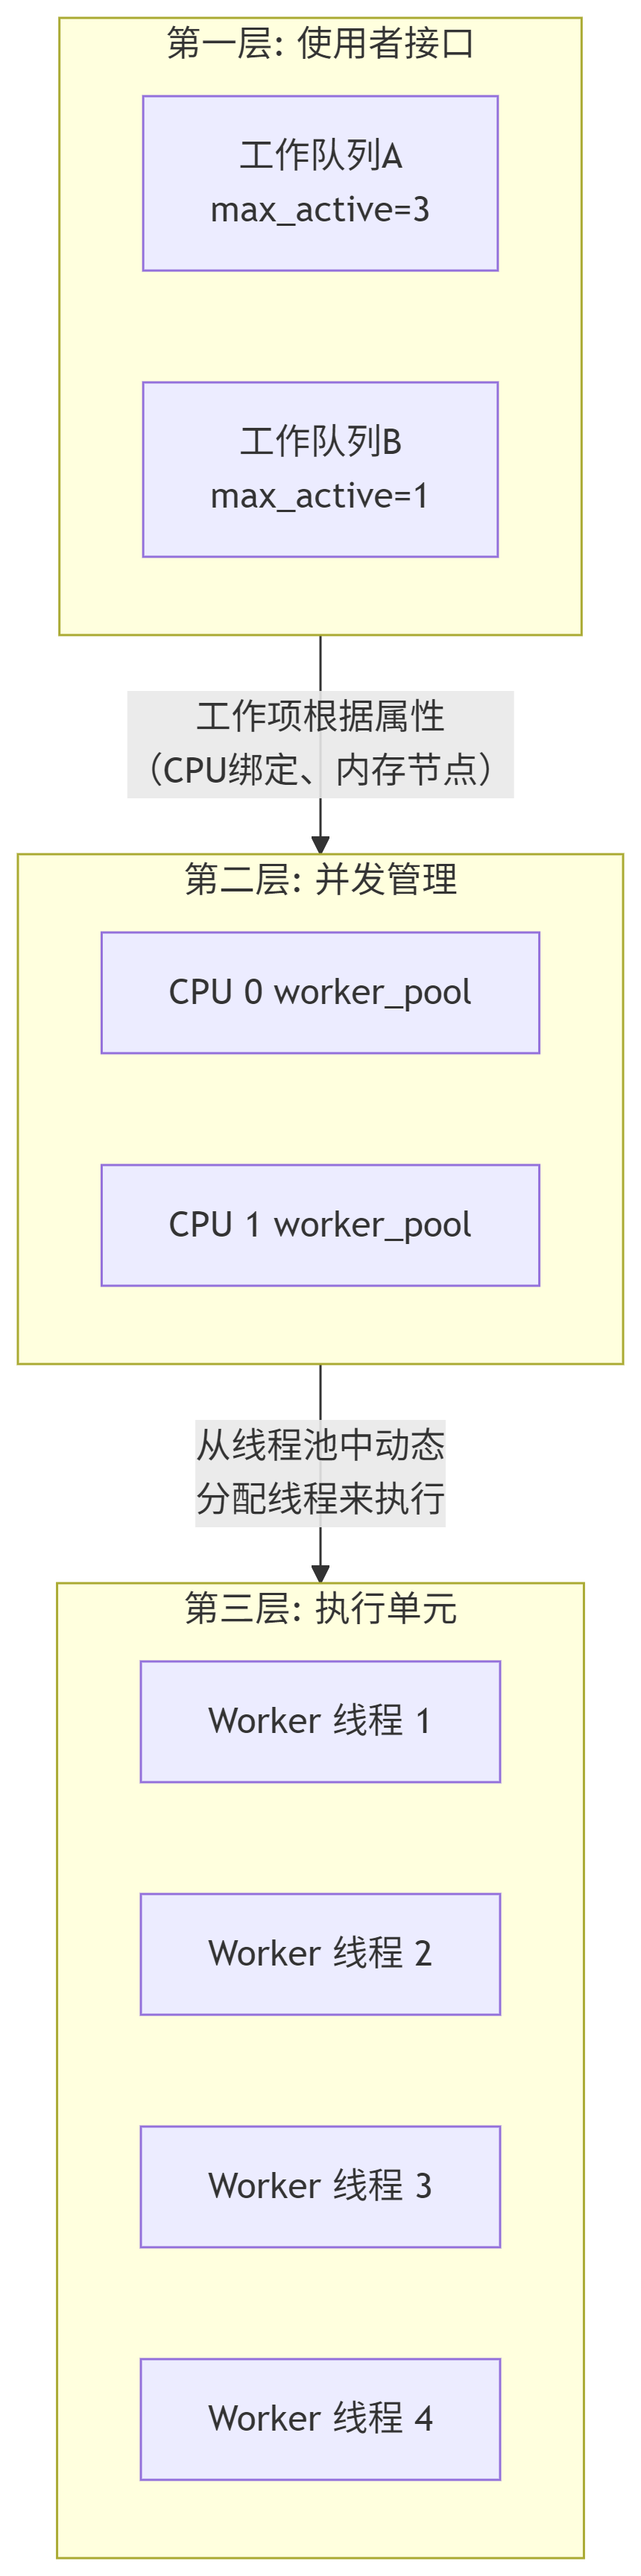 第一层: 使用者接口
工作队列A
max_active=3
工作队列B
max_active=1
工作项根据属性
（CPU绑定、内存节点）
第二层: 并发管理
CPU 0 worker_pool
CPU 1 worker_pool
从线程池中动态
分配线程来执行
第三层: 执行单元
Worker 线程 1
Worker 线程 2
Worker 线程 3
Worker 线程 4